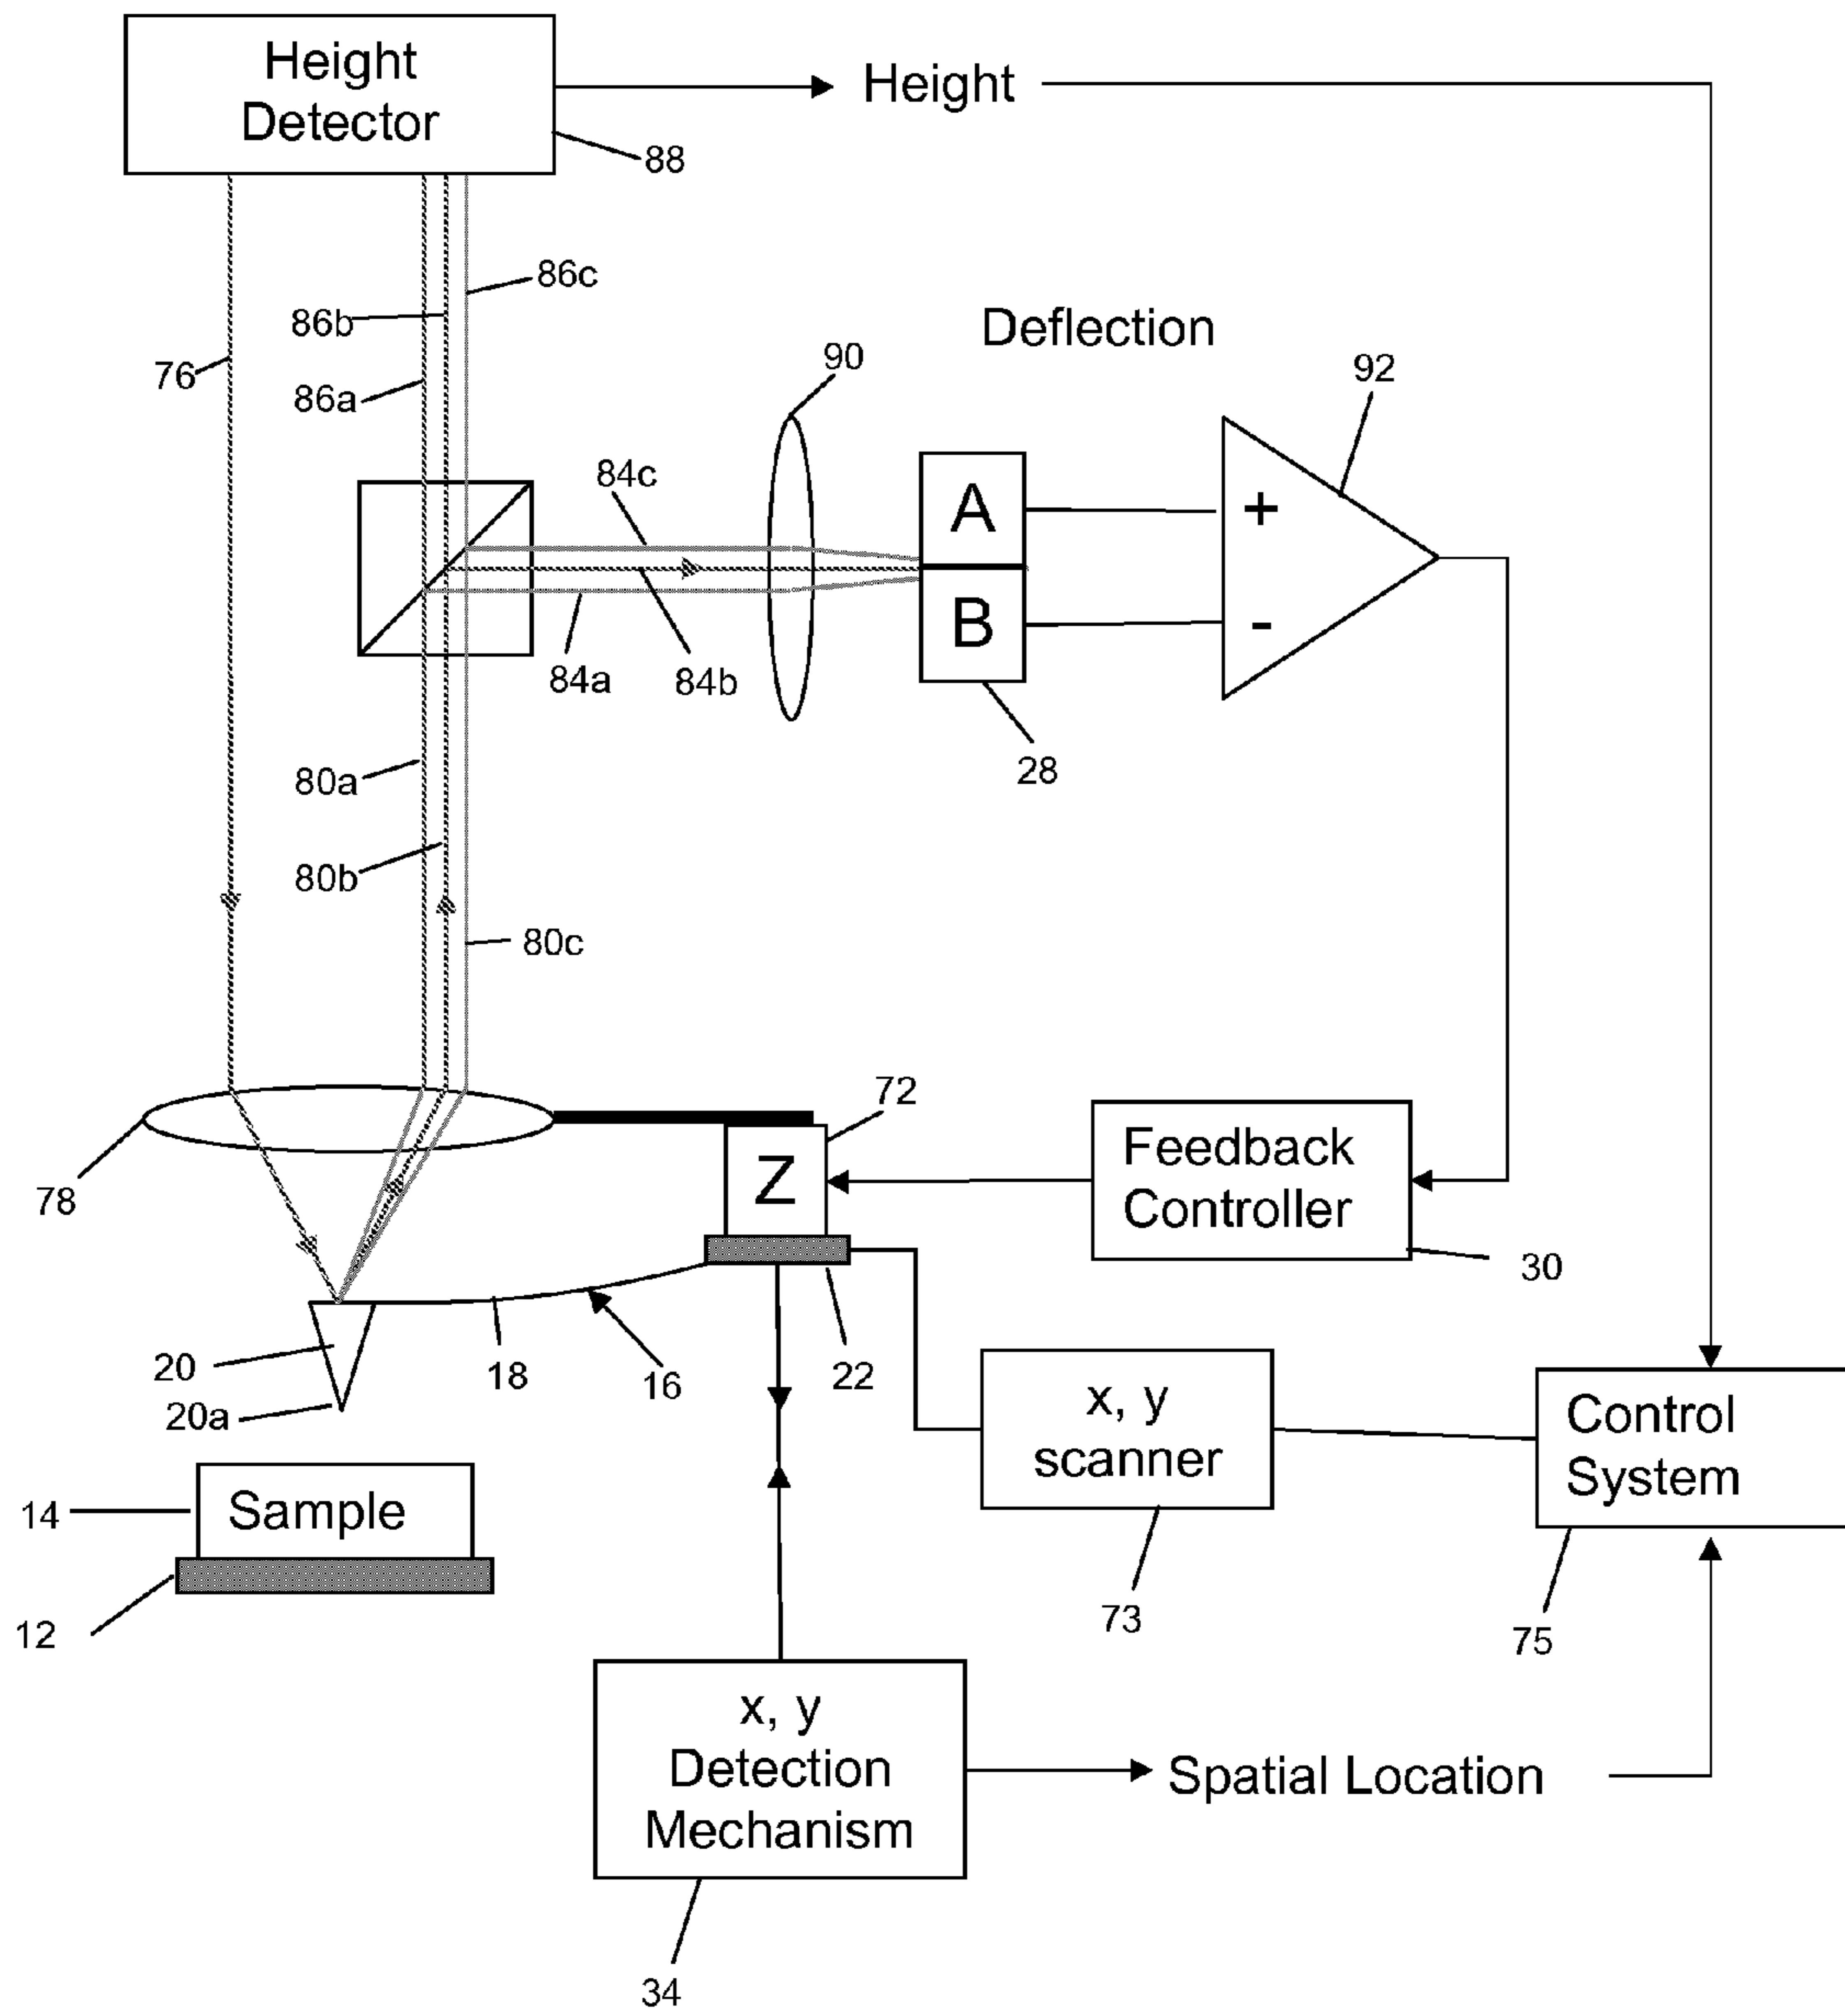 Height
Detector
Height
88
86c
86b
76
86a
Deflection
90
92
84c
A
+
B
-
84a
84b
28
80a
80b
80c
72
78
Z
Feedback
Controller
30
20
18
16
22
20a
x, y
scanner
Control
System
14
Sample
12
73
75
x, y
Detection
Mechanism
Spatial Location
34